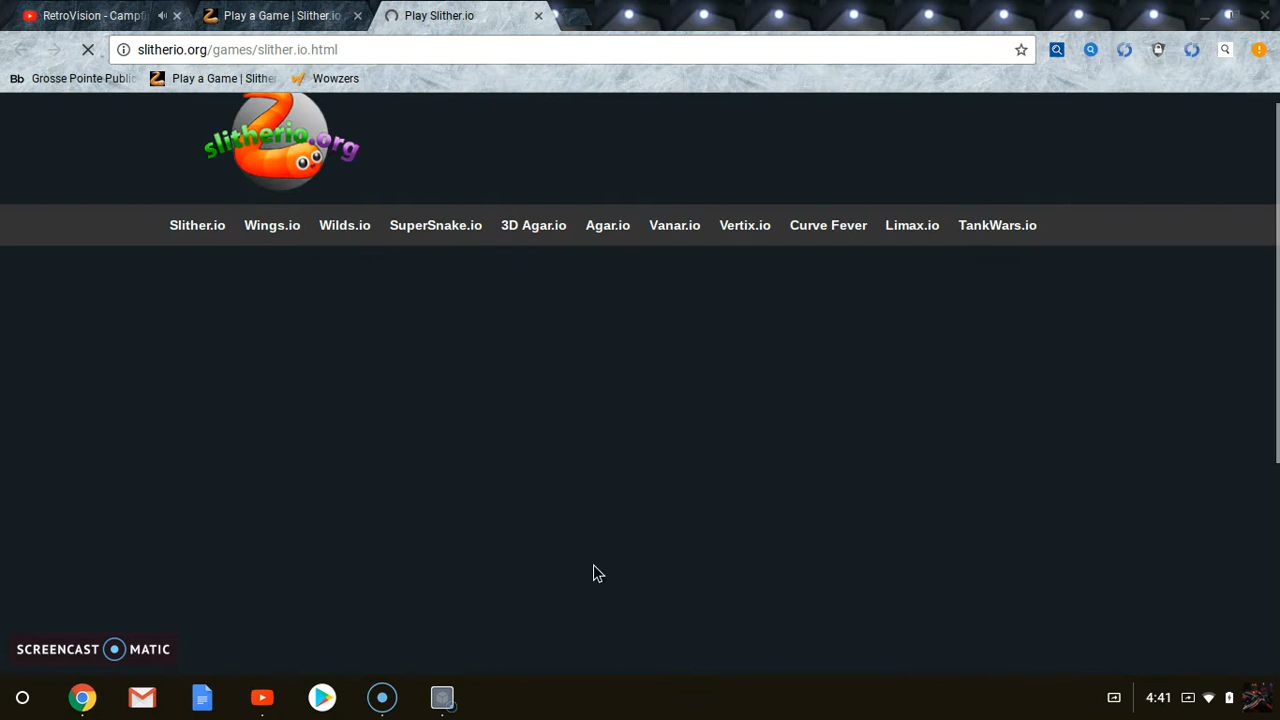 RetroVision - Campf
Play a Game | Slither.io
Play Slither.io
slitherio.org/games/slither.io.html
Bb Grosse Pointe Public
Play a Game | Slithe
Wowzers
slitherio.org
Slither.io Wings.io Wilds.io SuperSnake.io 3D Agar.io Agar.io Vanar.io Vertix.io Curve Fever Limax.io TankWars.io
SCREENCAST MATIC
4:41